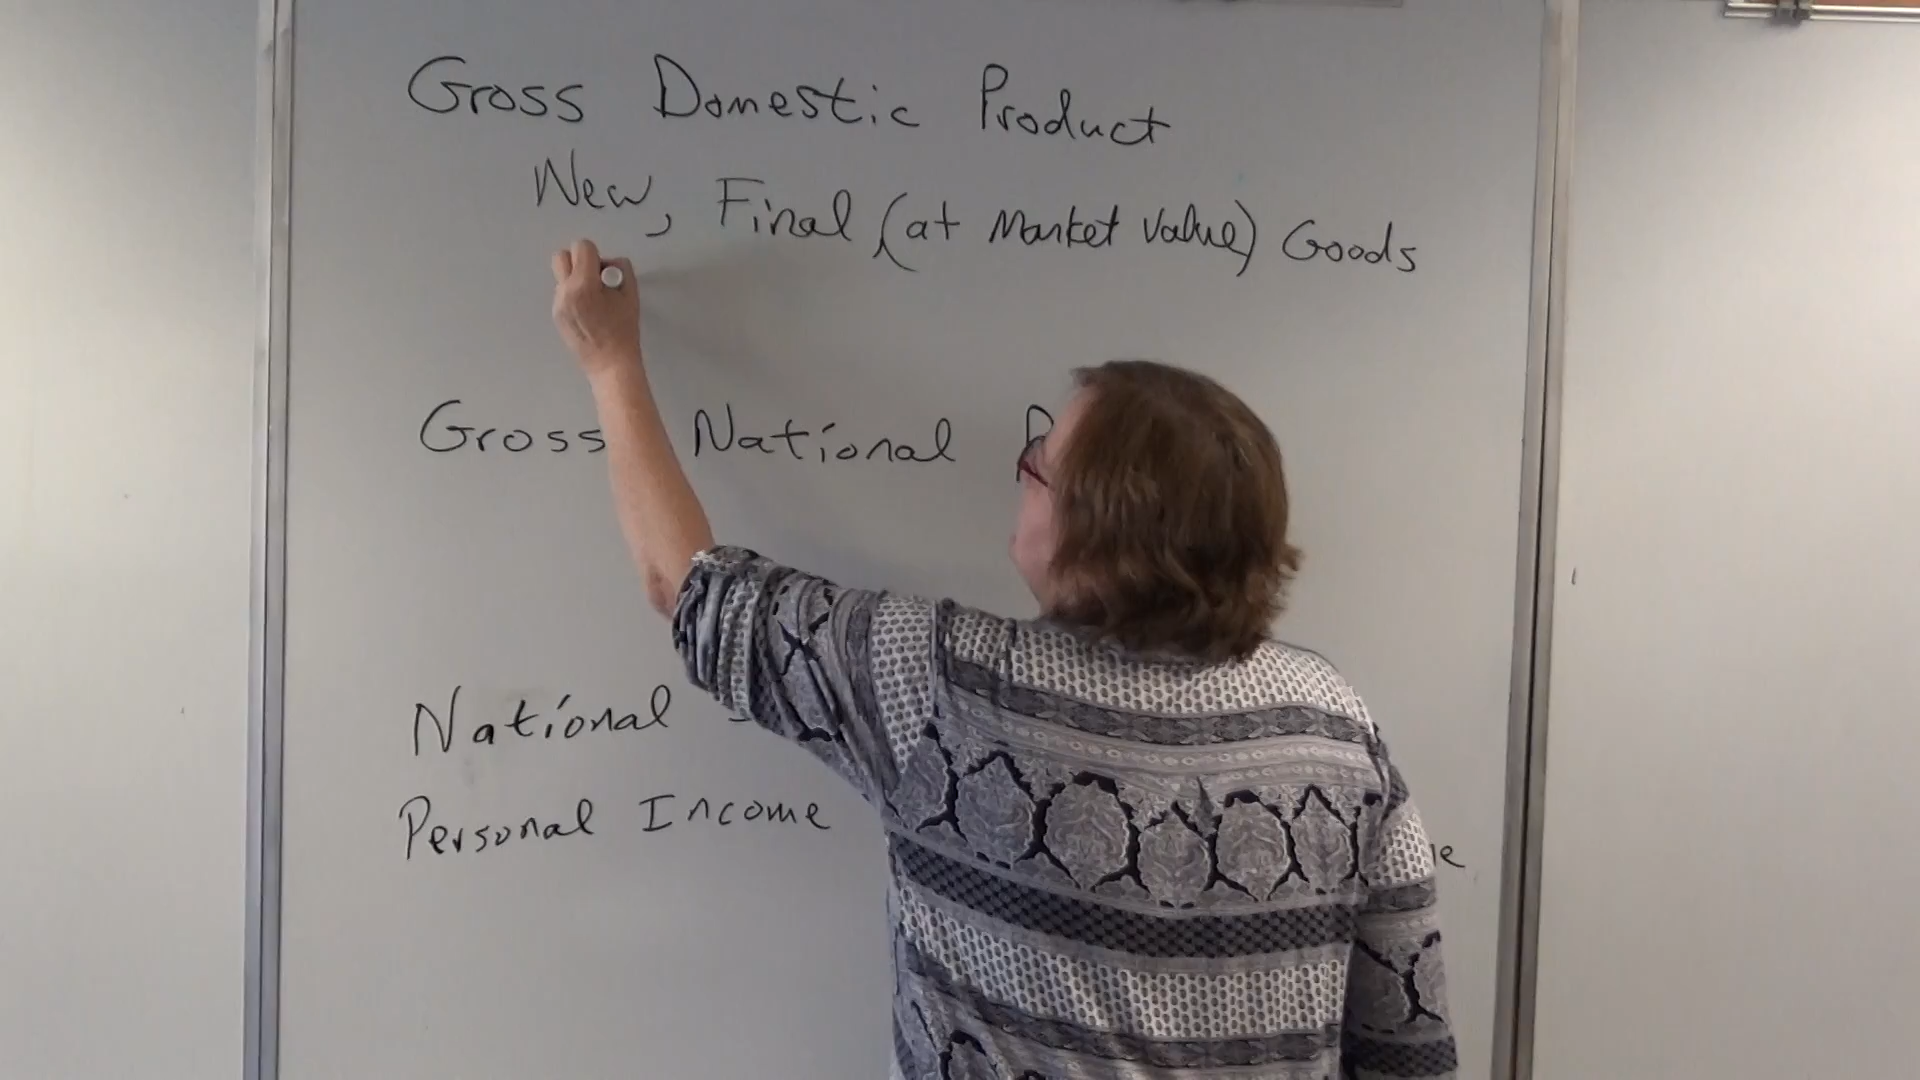 Gross Domestic Product
New, Final (at Market Value) Goods
Gross National
National
Personal Income